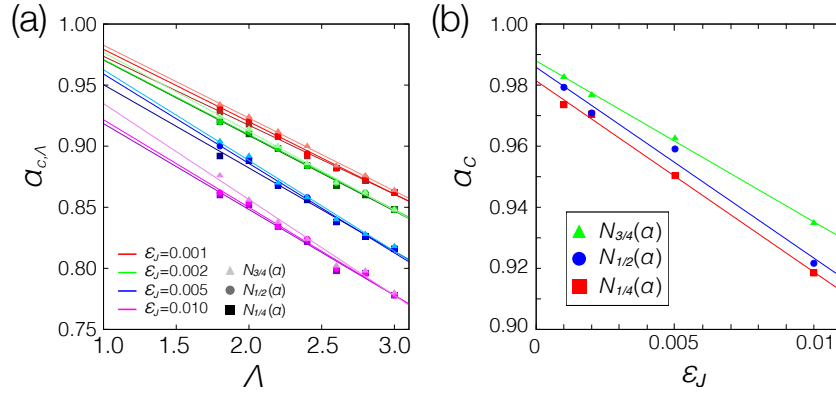 (a)
1.00
0.95
0.90
0.85
0.80
0.75
α_{c,Λ}
ε_J=0.001
ε_J=0.002
ε_J=0.005
ε_J=0.010
N_{3/4}(α)
N_{1/2}(α)
N_{1/4}(α)
1.0 1.5 2.0 2.5 3.0
Λ
(b)
1.00
0.98
0.96
0.94
0.92
0.90
α_c
N_{3/4}(α)
N_{1/2}(α)
N_{1/4}(α)
0 0.005 0.01
ε_J